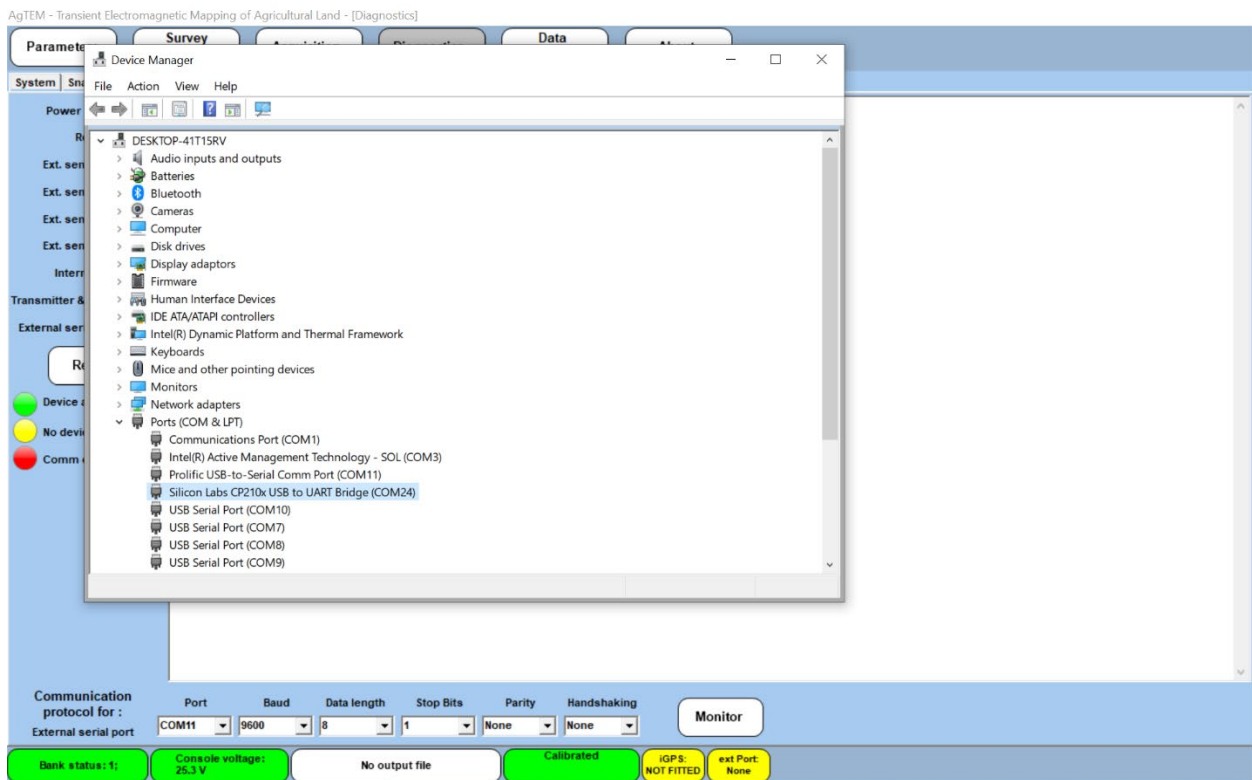 AgTEM - Transient Electromagnetic Mapping of Agricultural Land - [Diagnostics]
Survey Data
Device Manager
File Action View Help
System
Power
DESKTOP-41T15RV
Audio inputs and outputs
Ext. sen
Batteries
Ext. sen
Bluetooth
Cameras
Ext. sen
Computer
Ext. sen
Disk drives
Display adaptors
Firmware
Human Interface Devices
Transmitter &
IDE ATA/ATAPI controllers
External ser
Intel(R) Dynamic Platform and Thermal Framework
Keyboards
Mice and other pointing devices
Monitors
Device
Network adapters
Ports (COM & LPT)
No devi
Communications Port (COM1)
Comm
Intel(R) Active Management Technology - SOL (COM3)
Prolific USB-to-Serial Comm Port (COM11)
Silicon Labs CP210x USB to UART Bridge (COM24)
USB Serial Port (COM10)
USB Serial Port (COM7)
USB Serial Port (COM8)
USB Serial Port (COM9)
Communication
protocol for :
External serial port
Port Baud Data length Stop Bits Parity Handshaking
COM11 9600 8 1 None None
Monitor
Bank status: 1;
Console voltage:
25.3 V
No output file
Calibrated
iGPS:
NOT FITTED
ext Port:
None